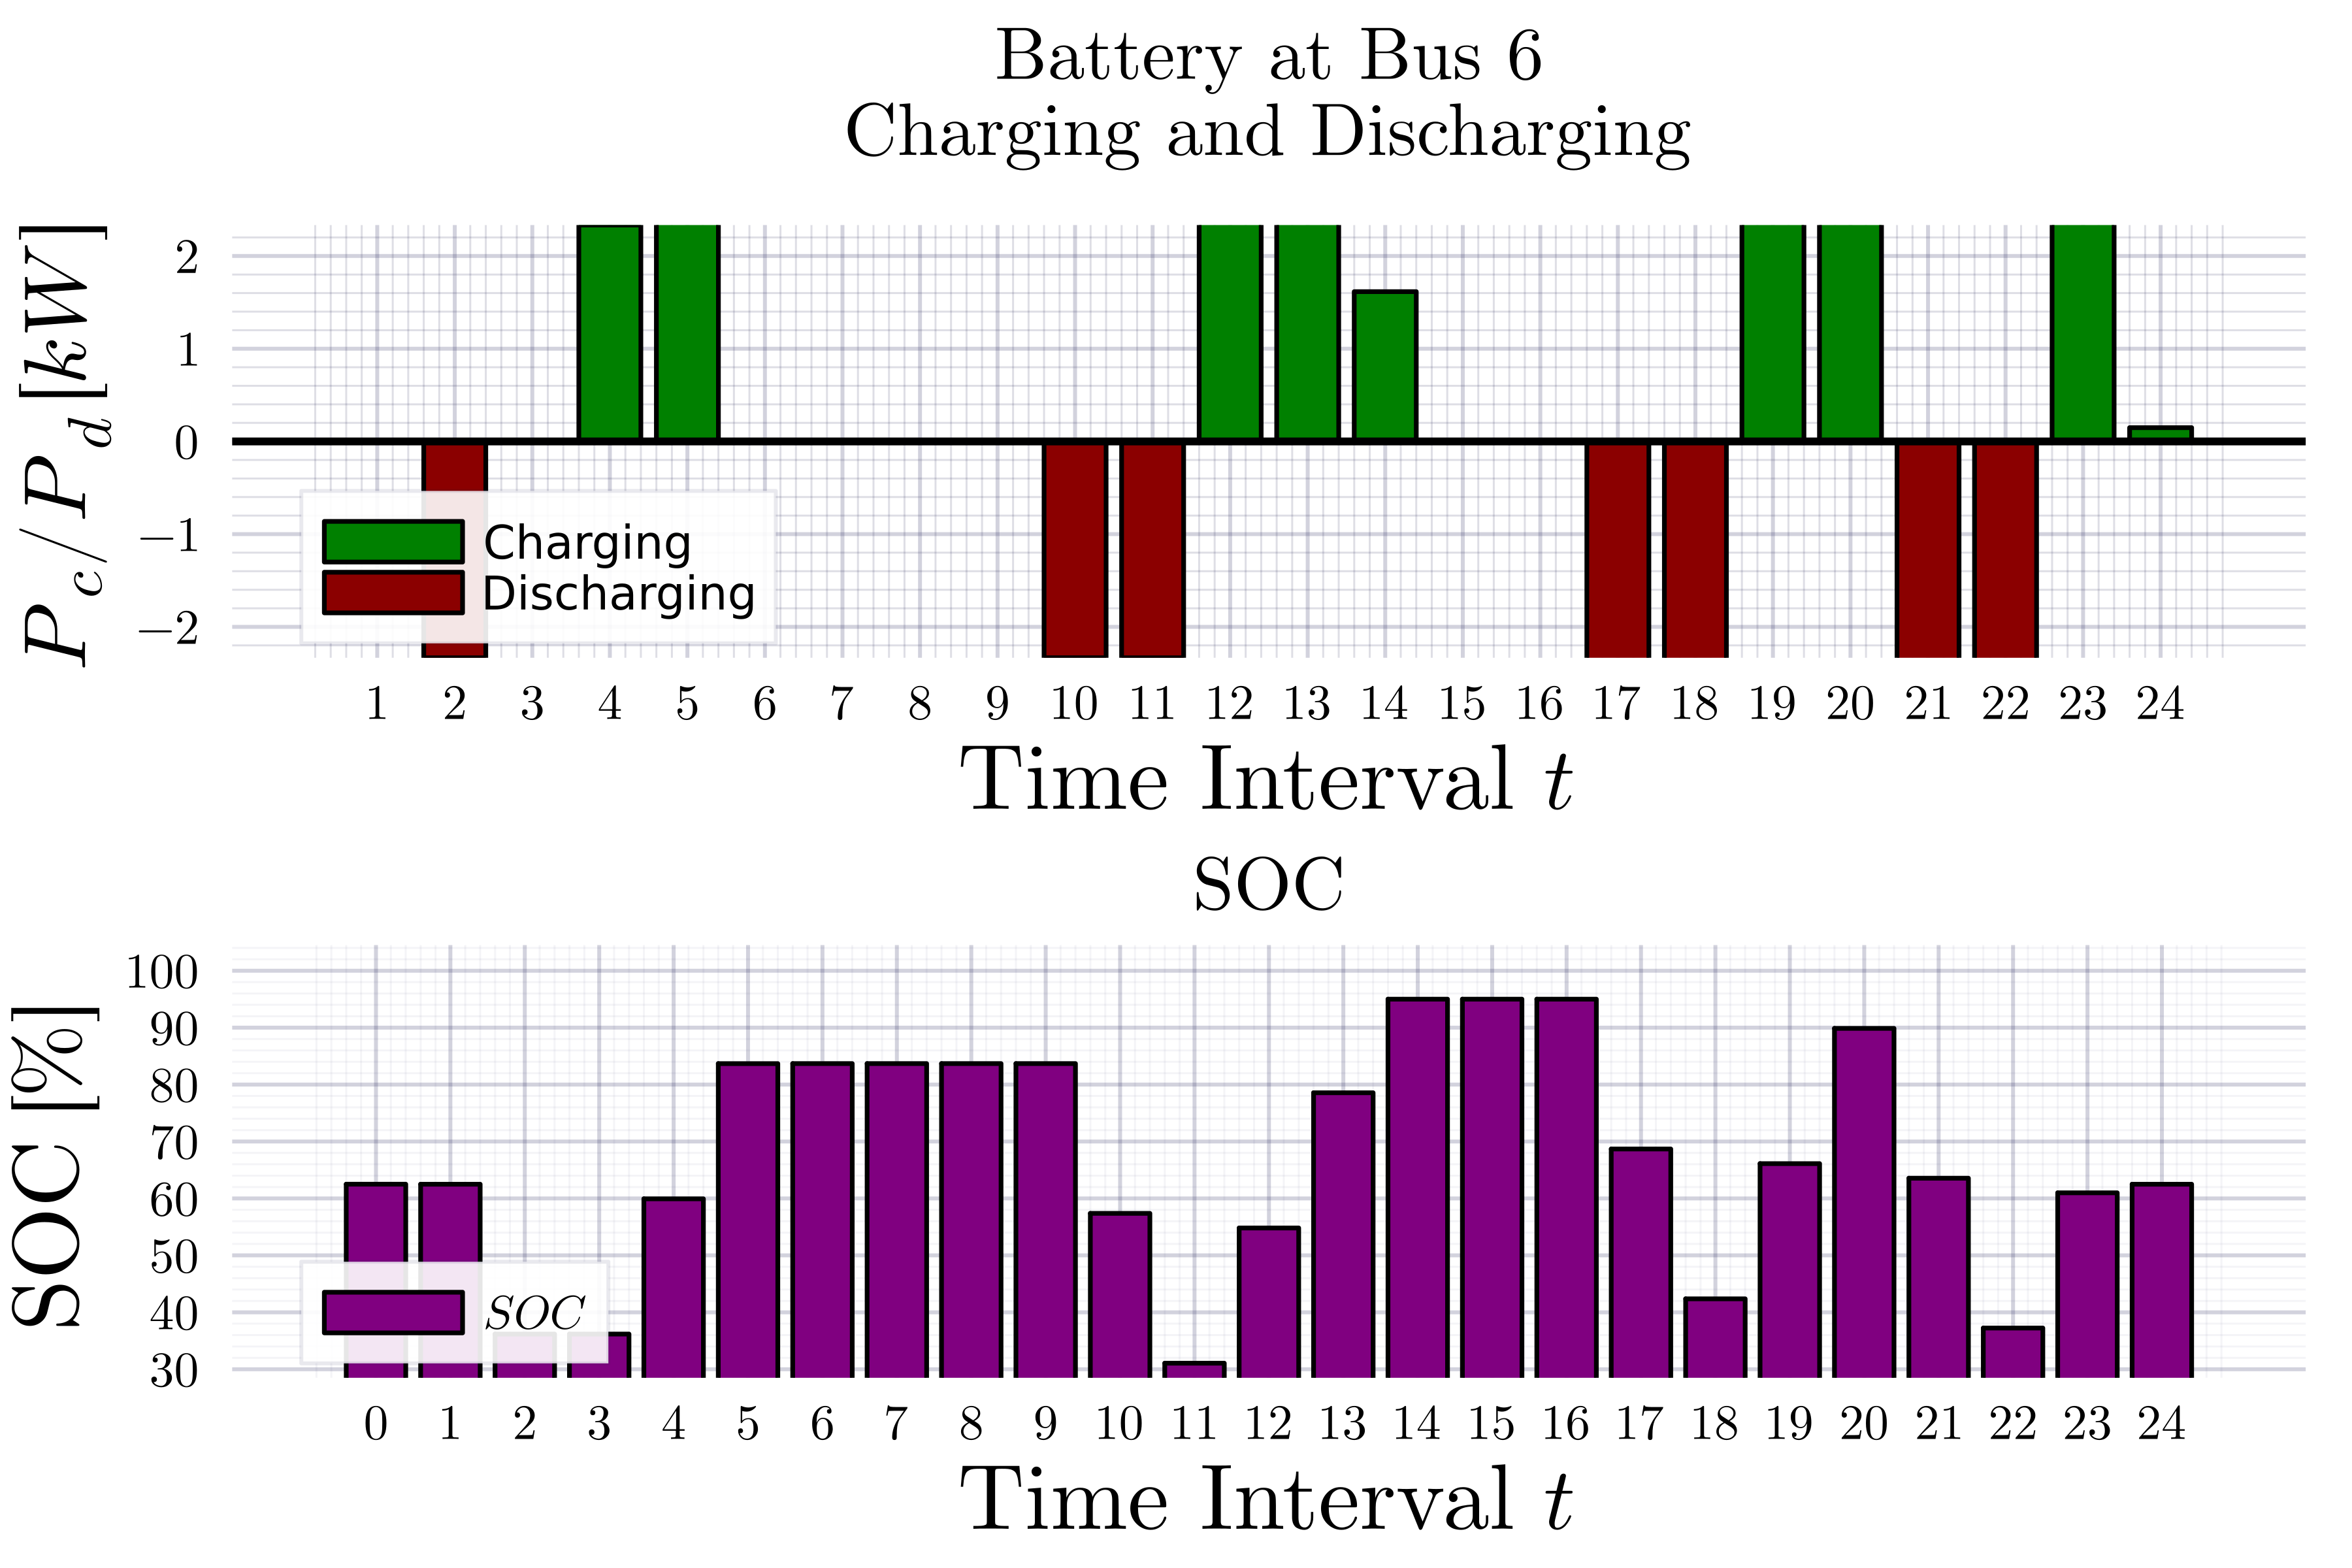 Battery at Bus 6
Charging and Discharging
P_c/P_d [kW]
2
1
0
−1
−2
Charging
Discharging
1 2 3 4 5 6 7 8 9 10 11 12 13 14 15 16 17 18 19 20 21 22 23 24
Time Interval t
SOC
SOC [%]
100
90
80
70
60
50
40
30
SOC
0 1 2 3 4 5 6 7 8 9 10 11 12 13 14 15 16 17 18 19 20 21 22 23 24
Time Interval t